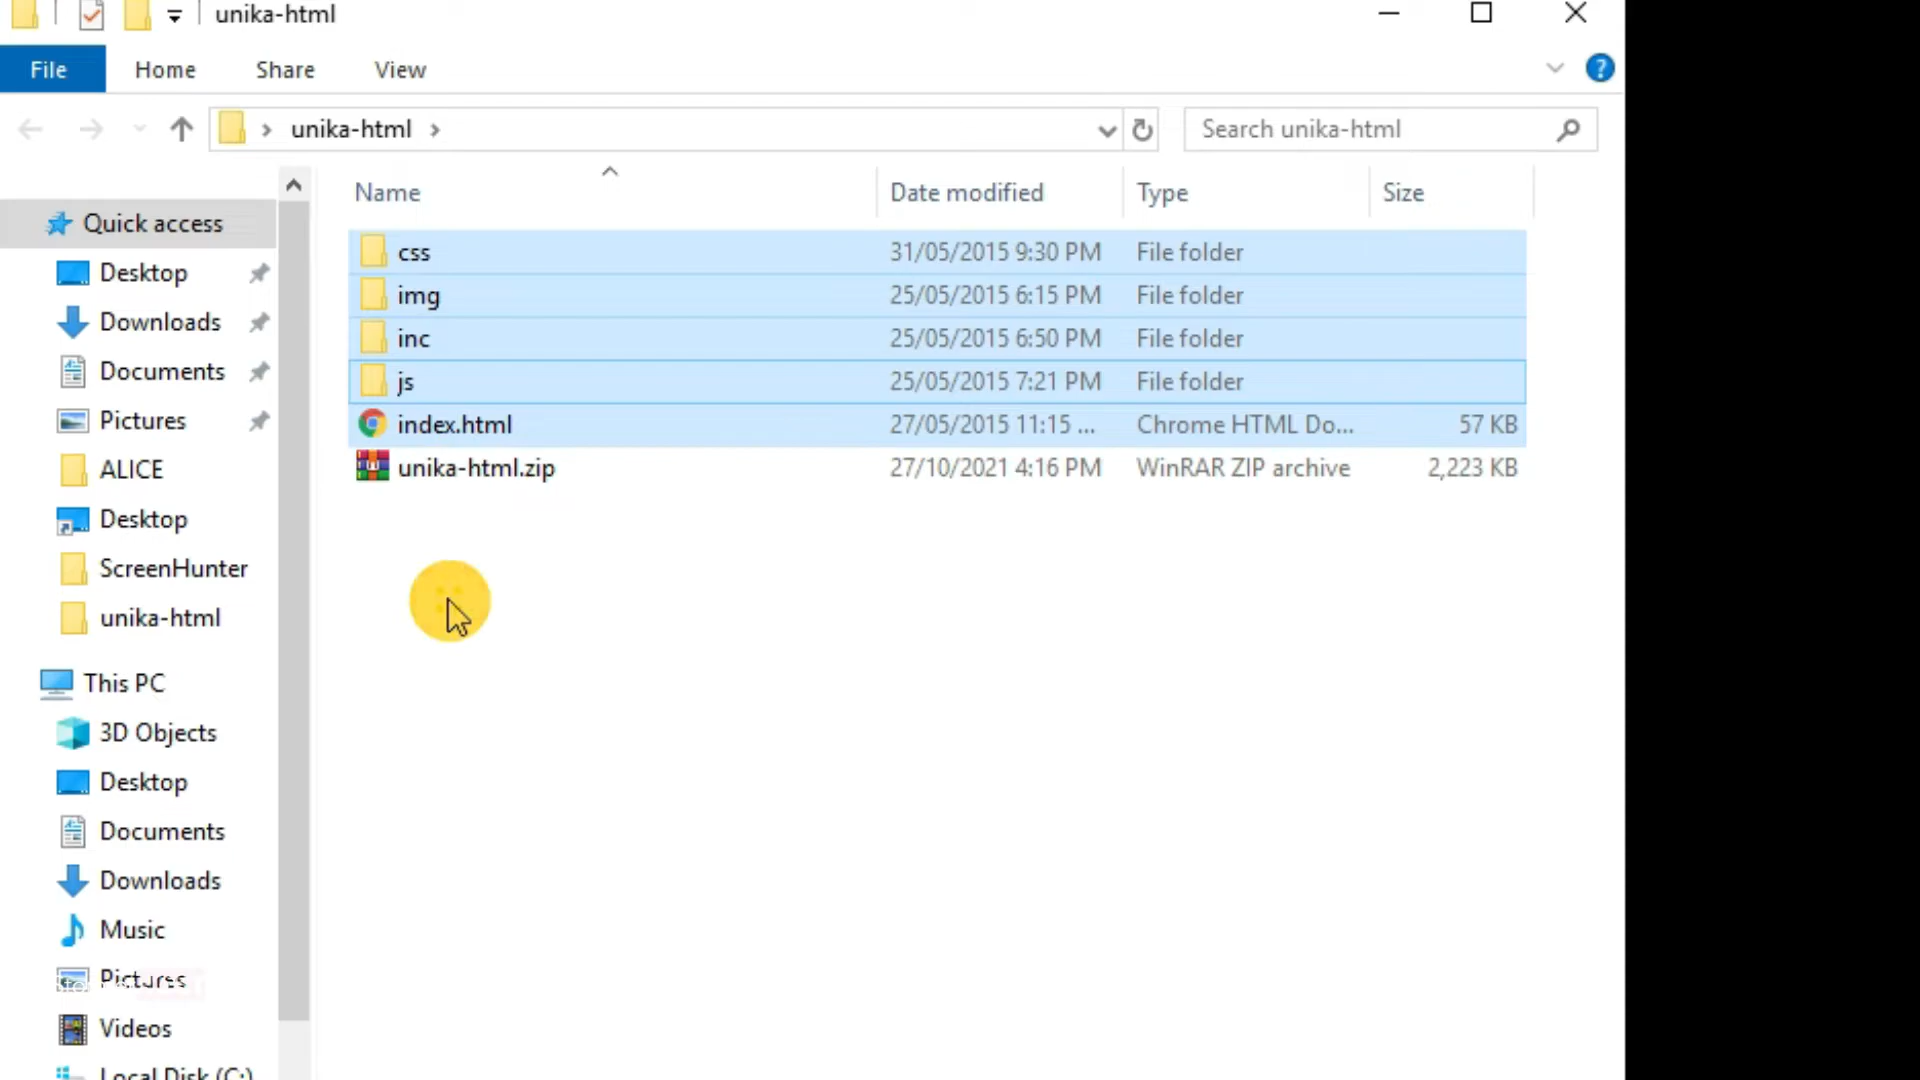 unika-html
File Home Share View
unika-html
Search unika-html
Name Date modified Type Size
Quick access
Desktop
Downloads
Documents
Pictures
ALICE
Desktop
ScreenHunter
unika-html
This PC
3D Objects
Desktop
Documents
Downloads
Music
Pictures
Videos
Local Disk (C:)
css 31/05/2015 9:30 PM File folder
img 25/05/2015 6:15 PM File folder
inc 25/05/2015 6:50 PM File folder
js 25/05/2015 7:21 PM File folder
index.html 27/05/2015 11:15 ... Chrome HTML Do... 57 KB
unika-html.zip 27/10/2021 4:16 PM WinRAR ZIP archive 2,223 KB